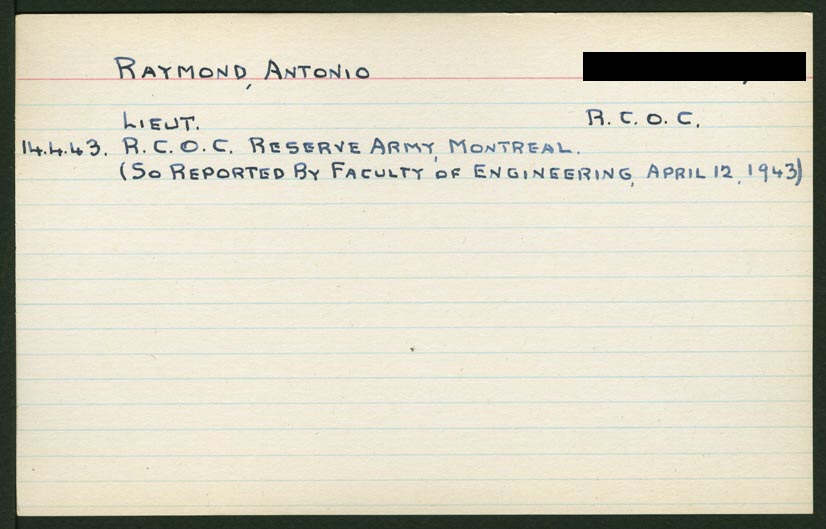 RAYMOND, ANTONIO
LIEUT. R.C.O.C.
14.4.43. R.C.O.C. RESERVE ARMY, MONTREAL.
(SO REPORTED BY FACULTY OF ENGINEERING, APRIL 12, 1943)